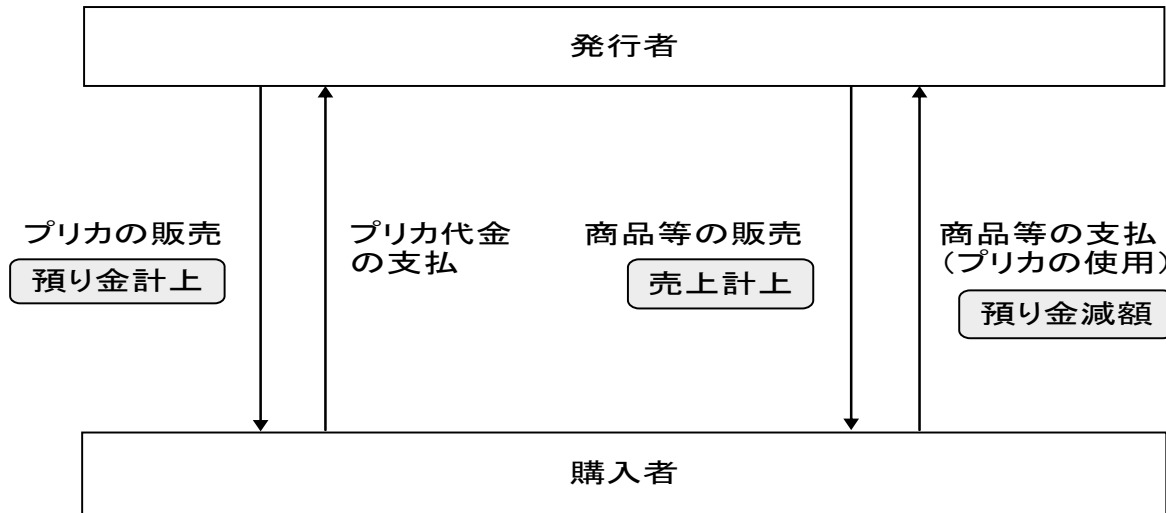 発行者
プリカの販売
預り金計上
プリカ代金
の支払
商品等の販売
売上計上
商品等の支払
(プリカの使用)
預り金減額
購入者